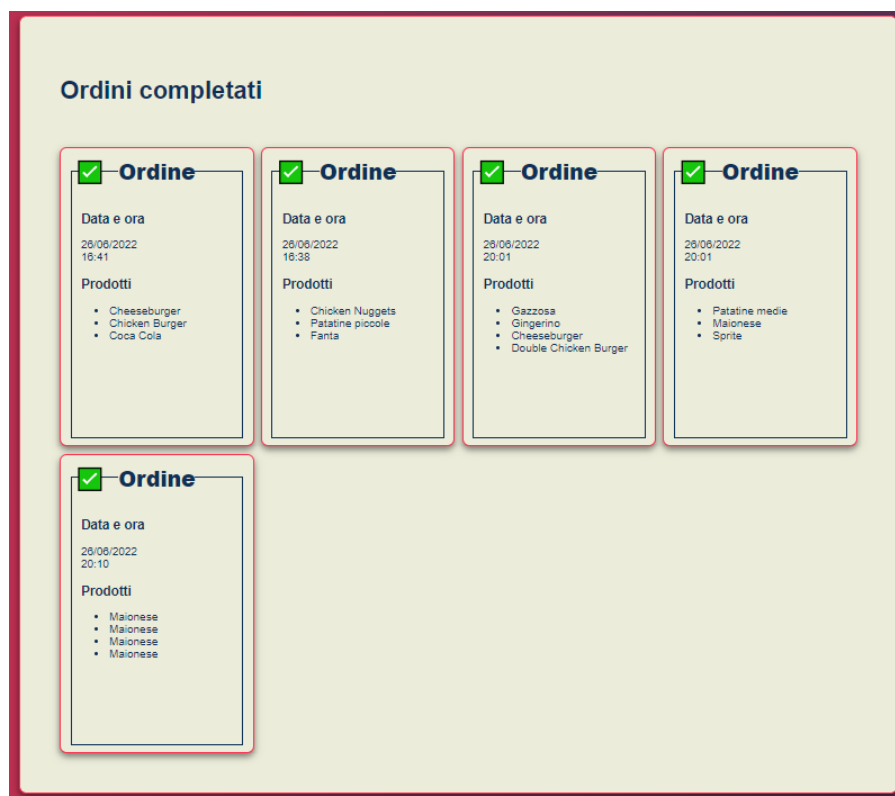 Ordini completati
Ordine
Data e ora
26/06/2022
16:41
Prodotti
Cheeseburger
Chicken Burger
Coca Cola
Ordine
Data e ora
26/06/2022
16:38
Prodotti
Chicken Nuggets
Patatine piccole
Fanta
Ordine
Data e ora
26/06/2022
20:01
Prodotti
Gazzosa
Gingerino
Cheeseburger
Double Chicken Burger
Ordine
Data e ora
26/06/2022
20:01
Prodotti
Patatine medie
Maionese
Sprite
Ordine
Data e ora
26/06/2022
20:10
Prodotti
Maionese
Maionese
Maionese
Maionese